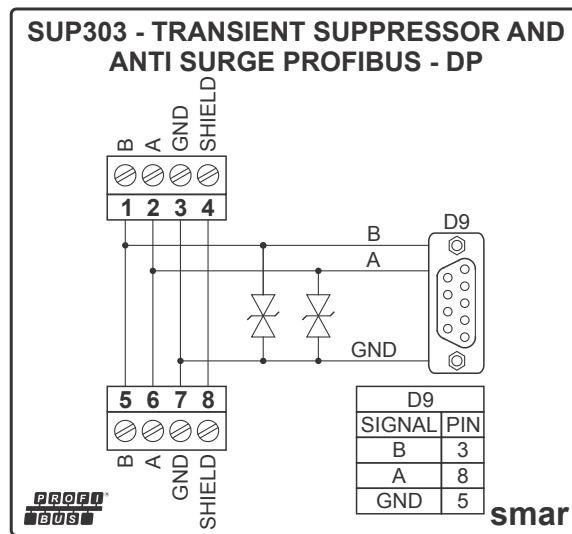 SUP303 - TRANSIENT SUPPRESSOR AND
ANTI SURGE PROFIBUS - DP
B A GND SHIELD
1 2 3 4
D9
B
A
GND
5 6 7 8
B A GND SHIELD
D9
SIGNAL PIN
B 3
A 8
GND 5
PROFI®
BUS
smar